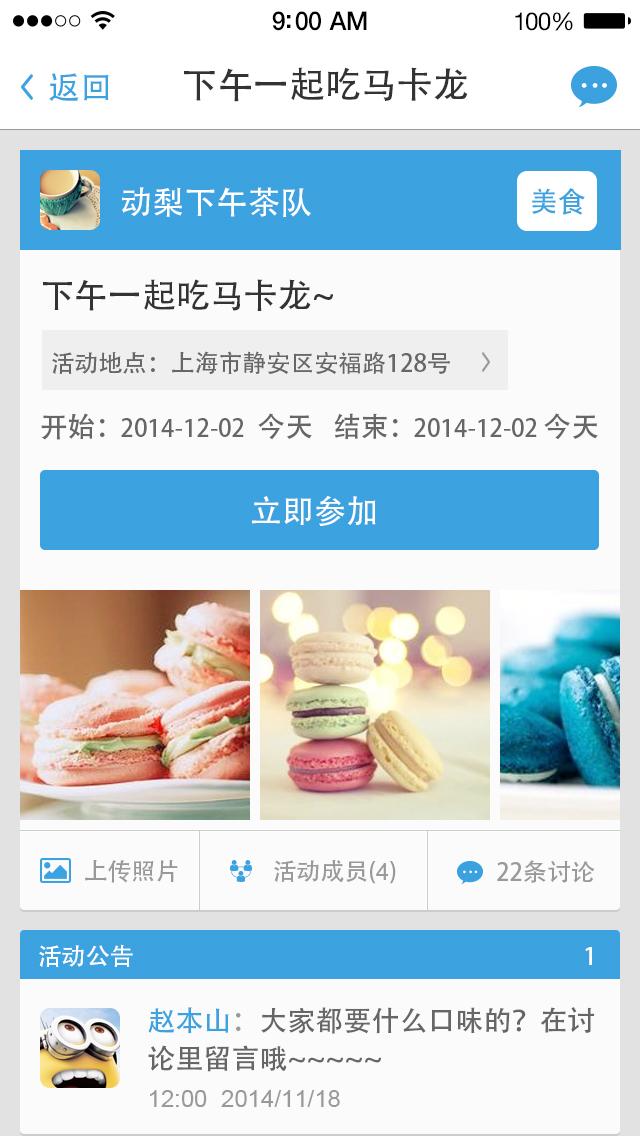 9:00 AM 100%
返回 下午一起吃马卡龙
动梨下午茶队 美食
下午一起吃马卡龙~
活动地点：上海市静安区安福路128号
开始：2014-12-02 今天 结束：2014-12-02 今天
立即参加
上传照片 活动成员(4) 22条讨论
活动公告 1
赵本山：大家都要什么口味的？在讨
论里留言哦~~~~~
12:00 2014/11/18